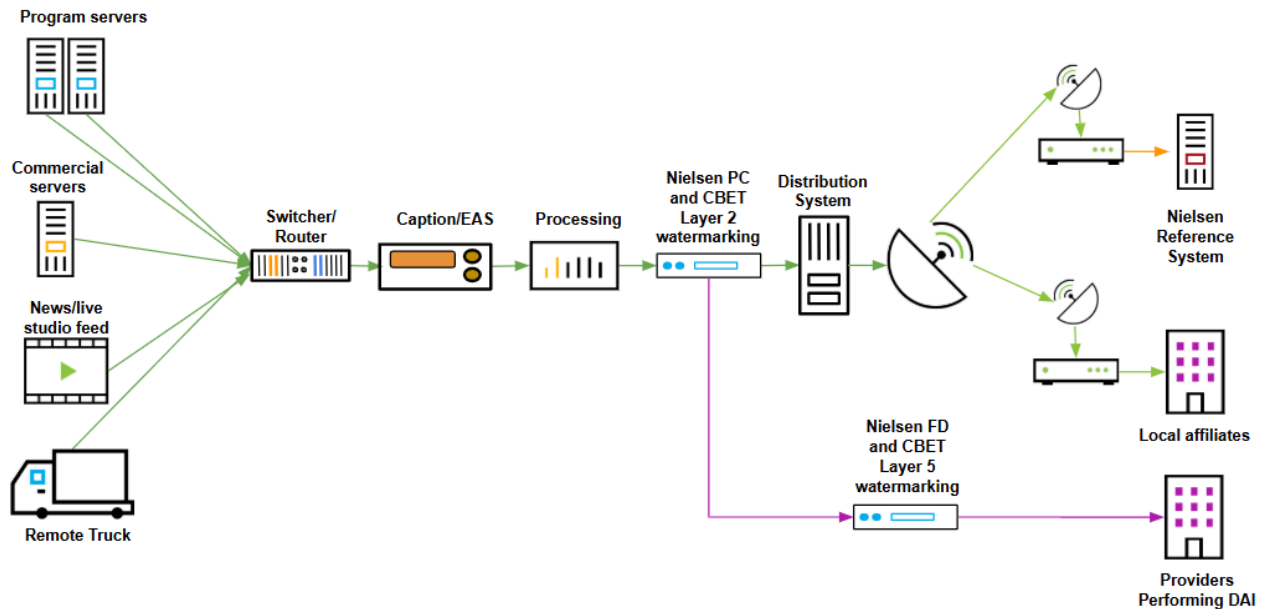 Program servers
Commercial
servers
News/live
studio feed
Remote Truck
Switcher/
Router
Caption/EAS
Processing
Nielsen PC
and CBET
Layer 2
watermarking
Distribution
System
Nielsen
Reference
System
Local affiliates
Nielsen FD
and CBET
Layer 5
watermarking
Providers
Performing DAI